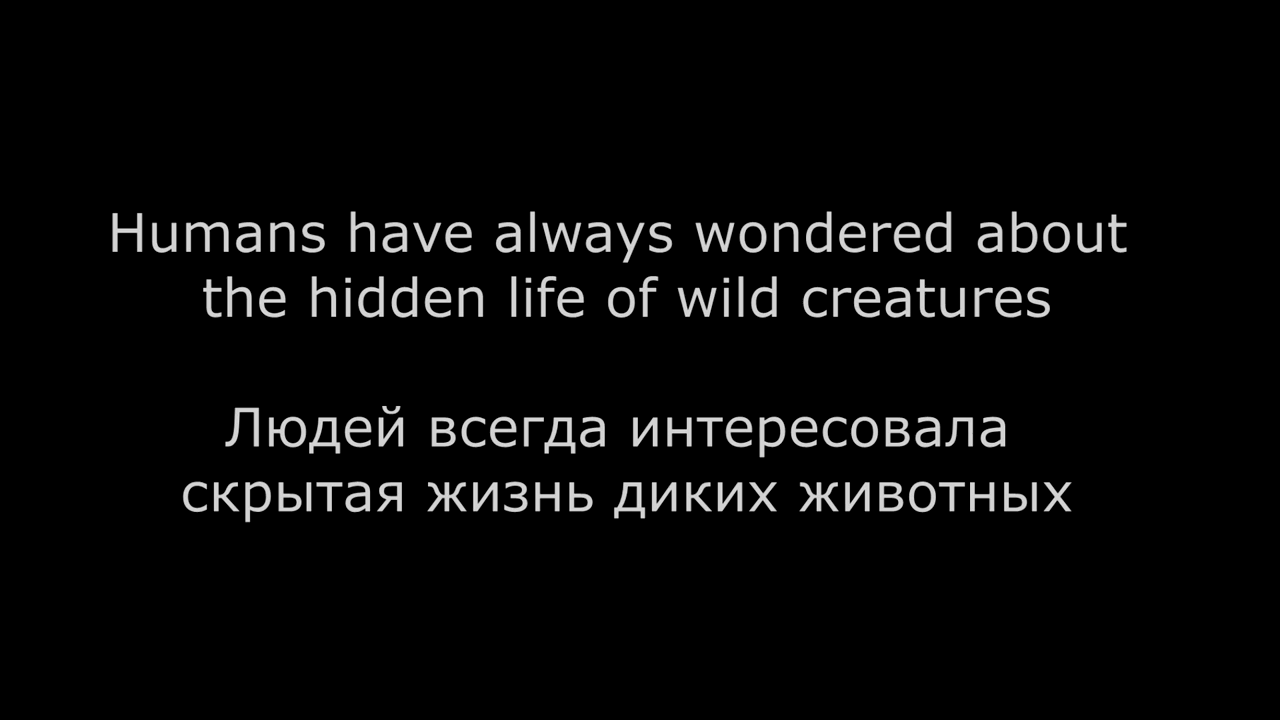 Humans have always wondered about
the hidden life of wild creatures
Людей всегда интересовала
скрытая жизнь диких животных